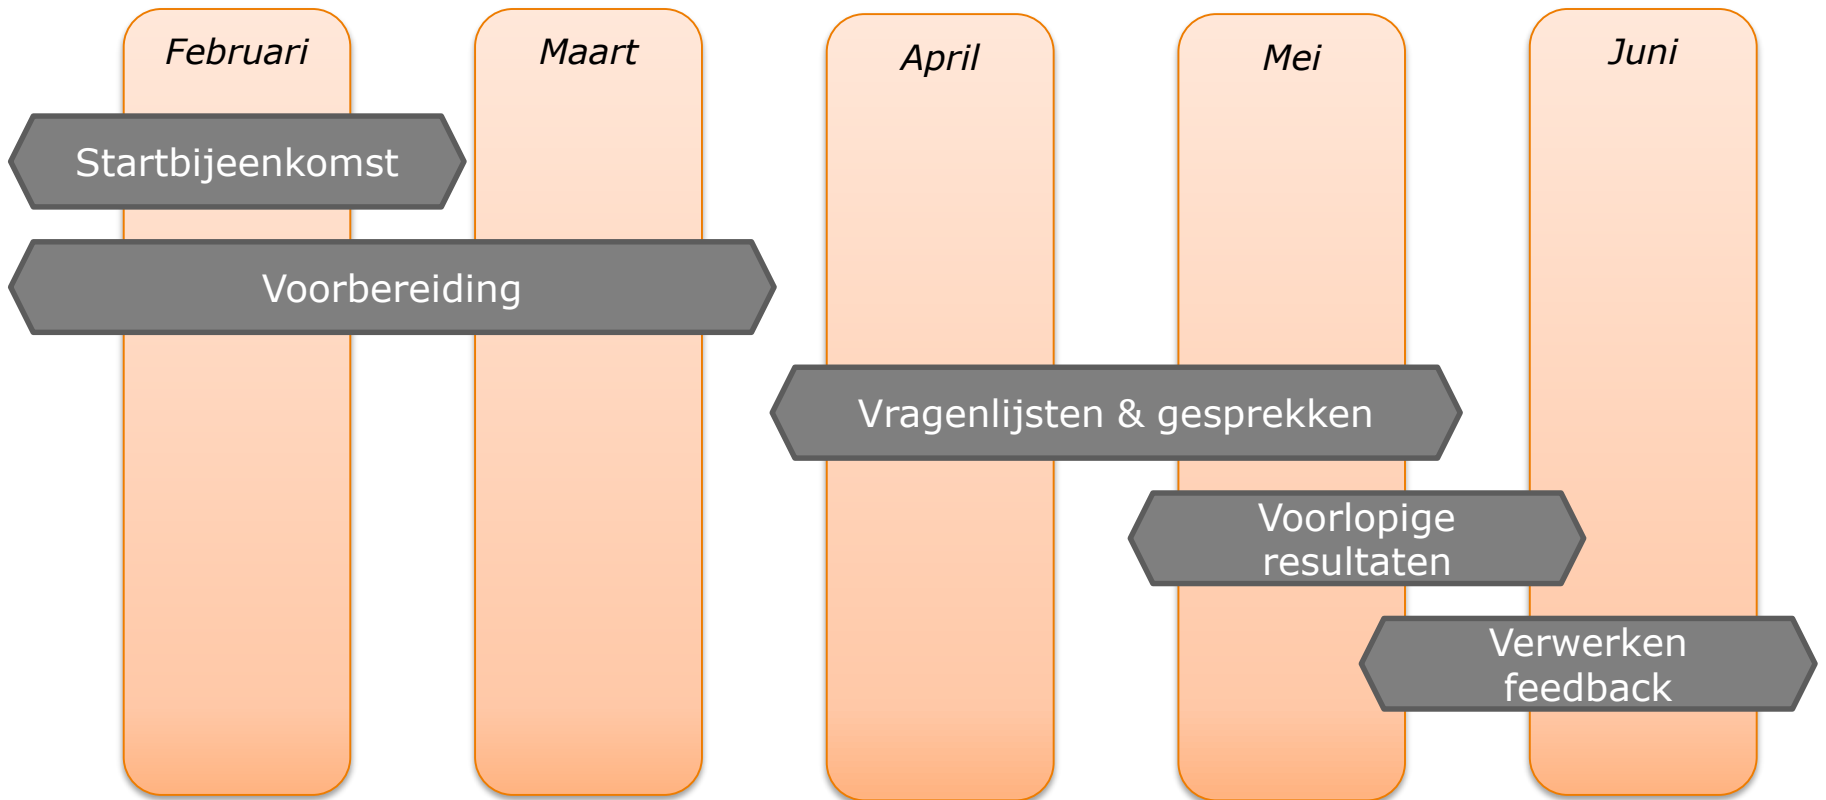 Februari
Maart
April
Mei
Juni
Startbijeenkomst
Voorbereiding
Vragenlijsten & gesprekken
Voorlopige
resultaten
Verwerken
feedback